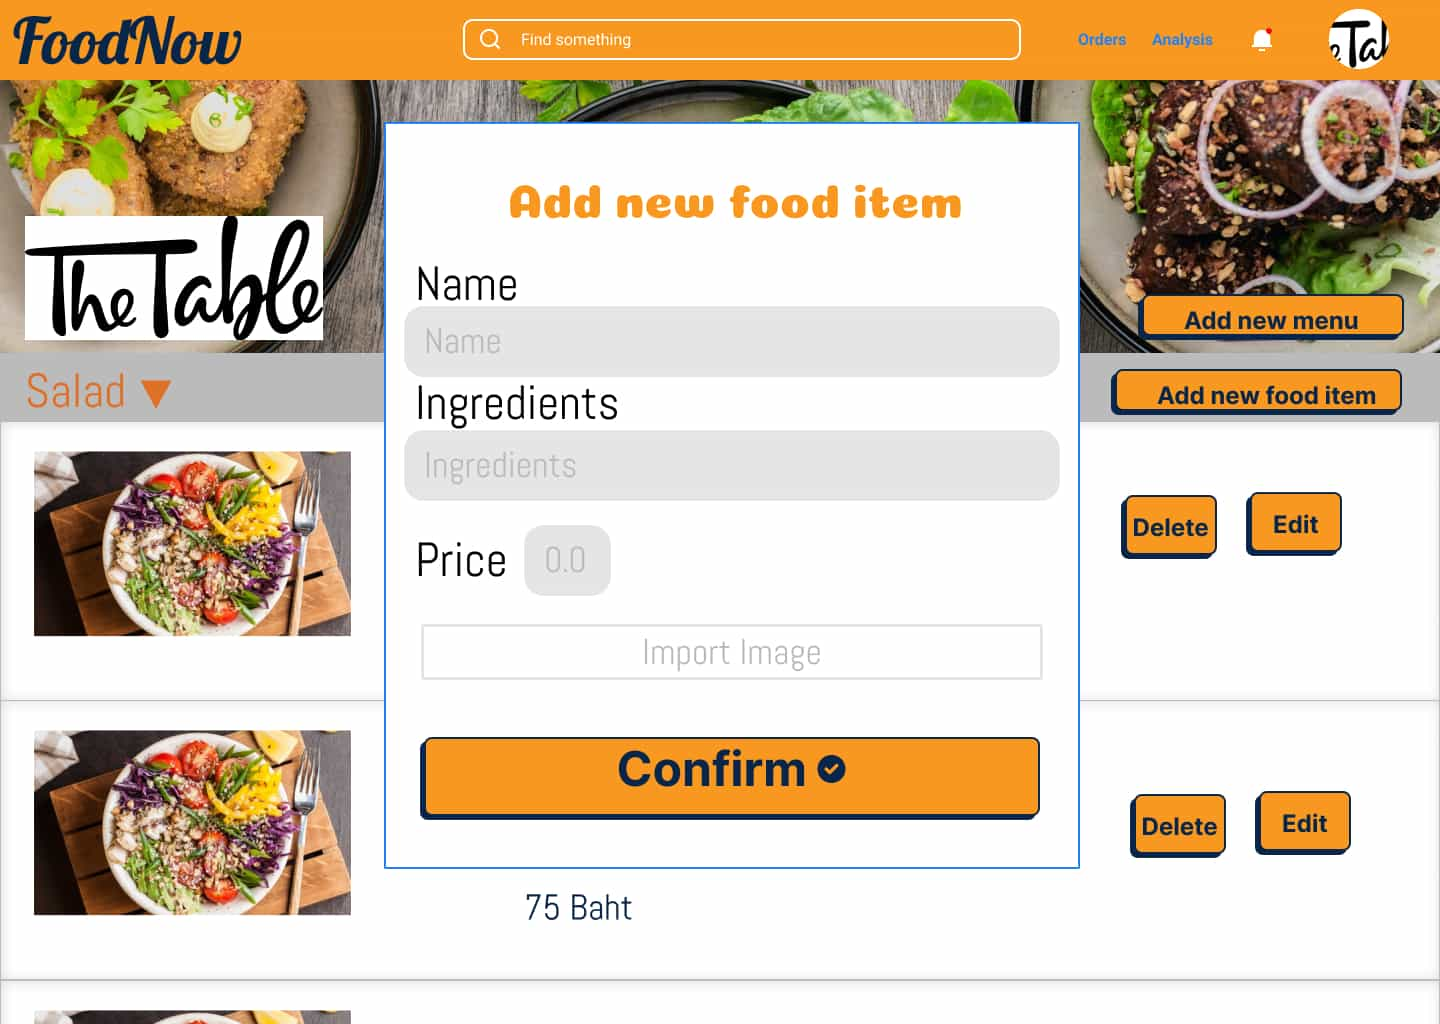 FoodNow
Find something
Orders
Analysis
The Table
Add new menu
Salad ▼
Add new food item
Add new food item
Name
Name
Ingredients
Ingredients
Price
0.0
Import Image
Confirm
Delete
Edit
Delete
Edit
75 Baht